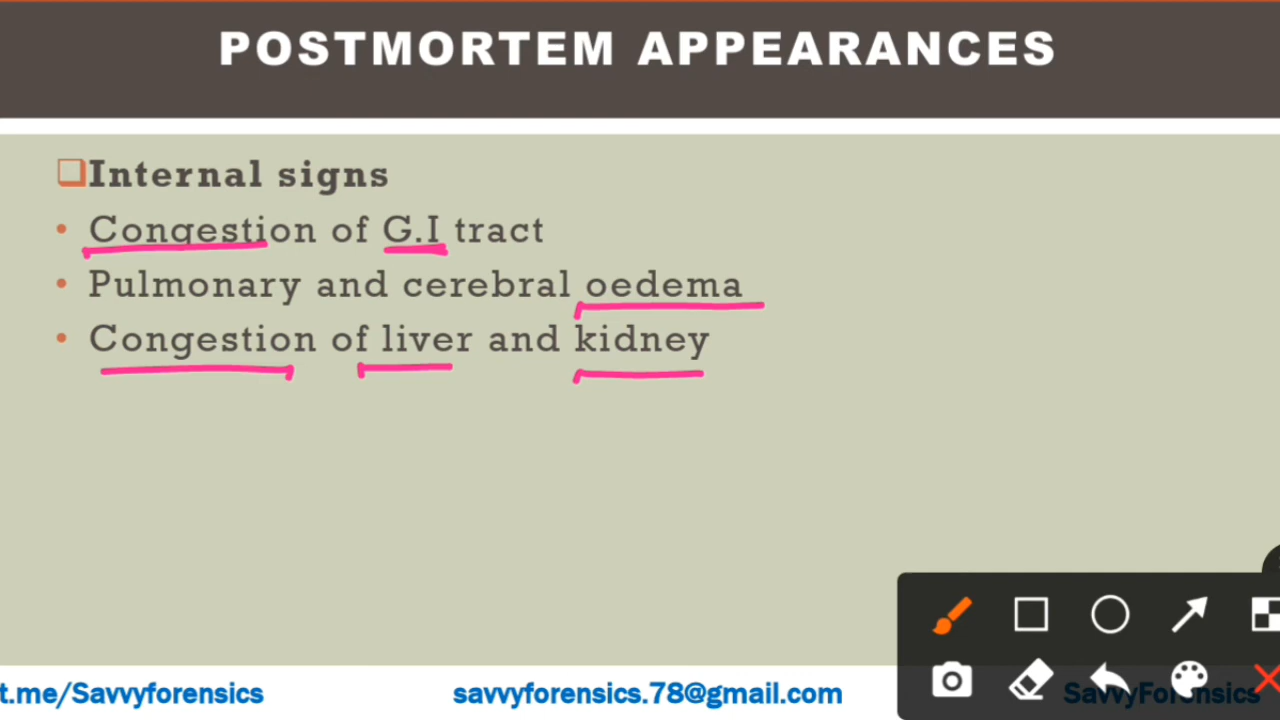 POSTMORTEM APPEARANCES
Internal signs
• Congestion of G.I tract
• Pulmonary and cerebral oedema
• Congestion of liver and kidney
t.me/Savvyforensics savvyforensics.78@gmail.com SavvyForensics